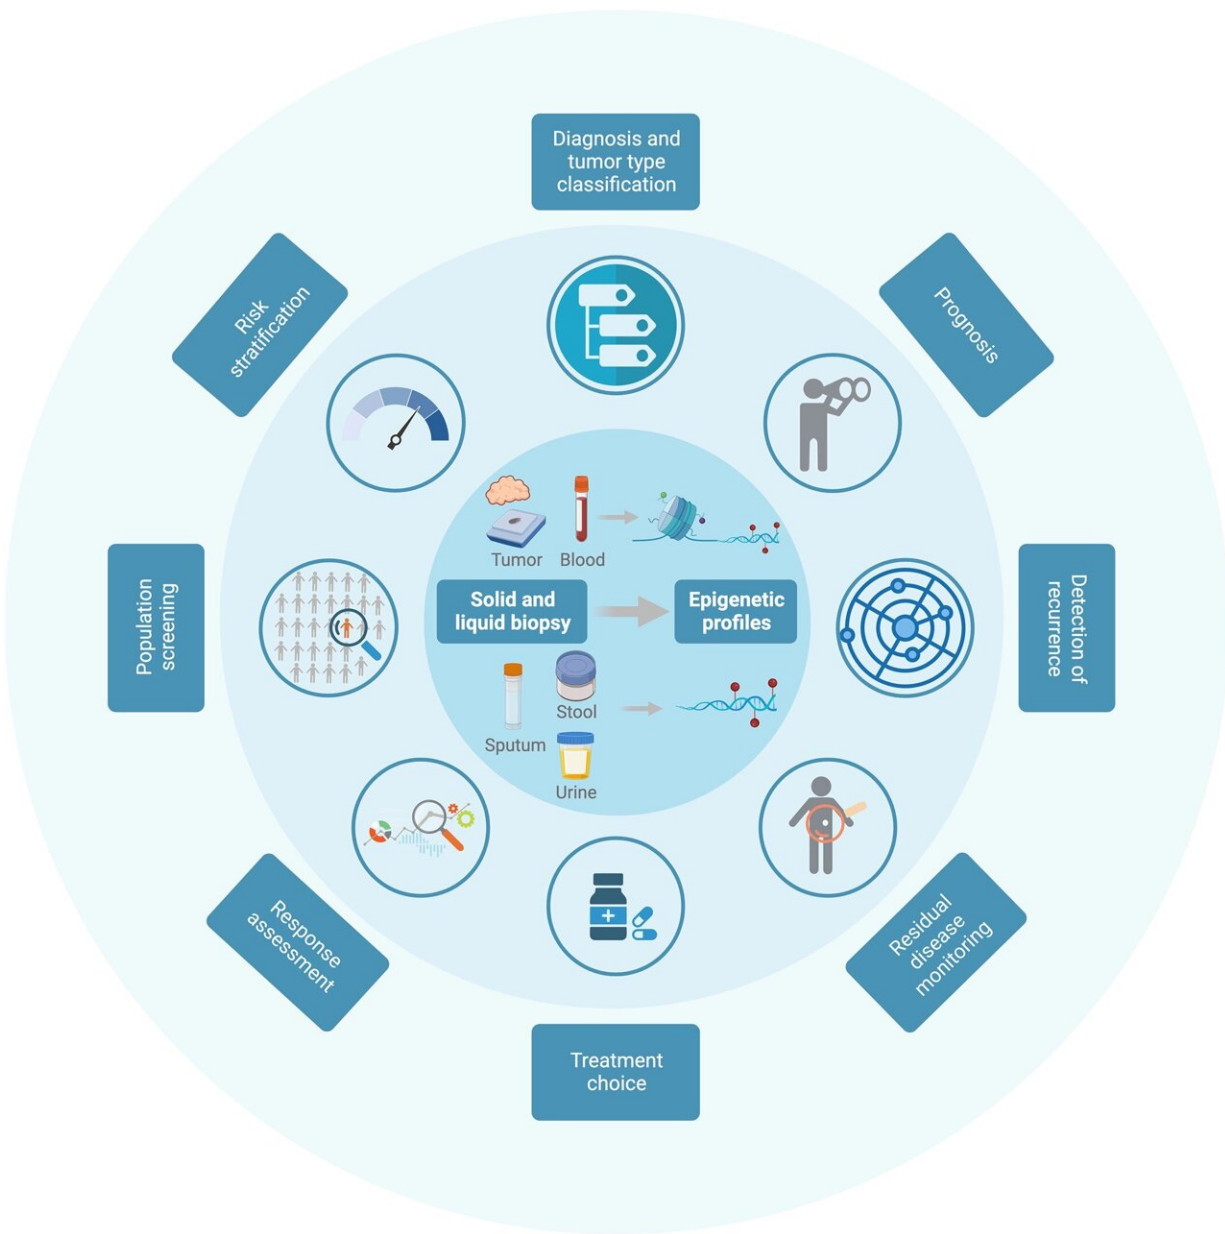 Diagnosis and
tumor type
classification
Risk
stratification
Prognosis
Tumor
Blood
Solid and
liquid biopsy
Epigenetic
profiles
Population
screening
Detection of
recurrence
Stool
Sputum
Urine
Response
assessment
Residual
disease
monitoring
Treatment
choice